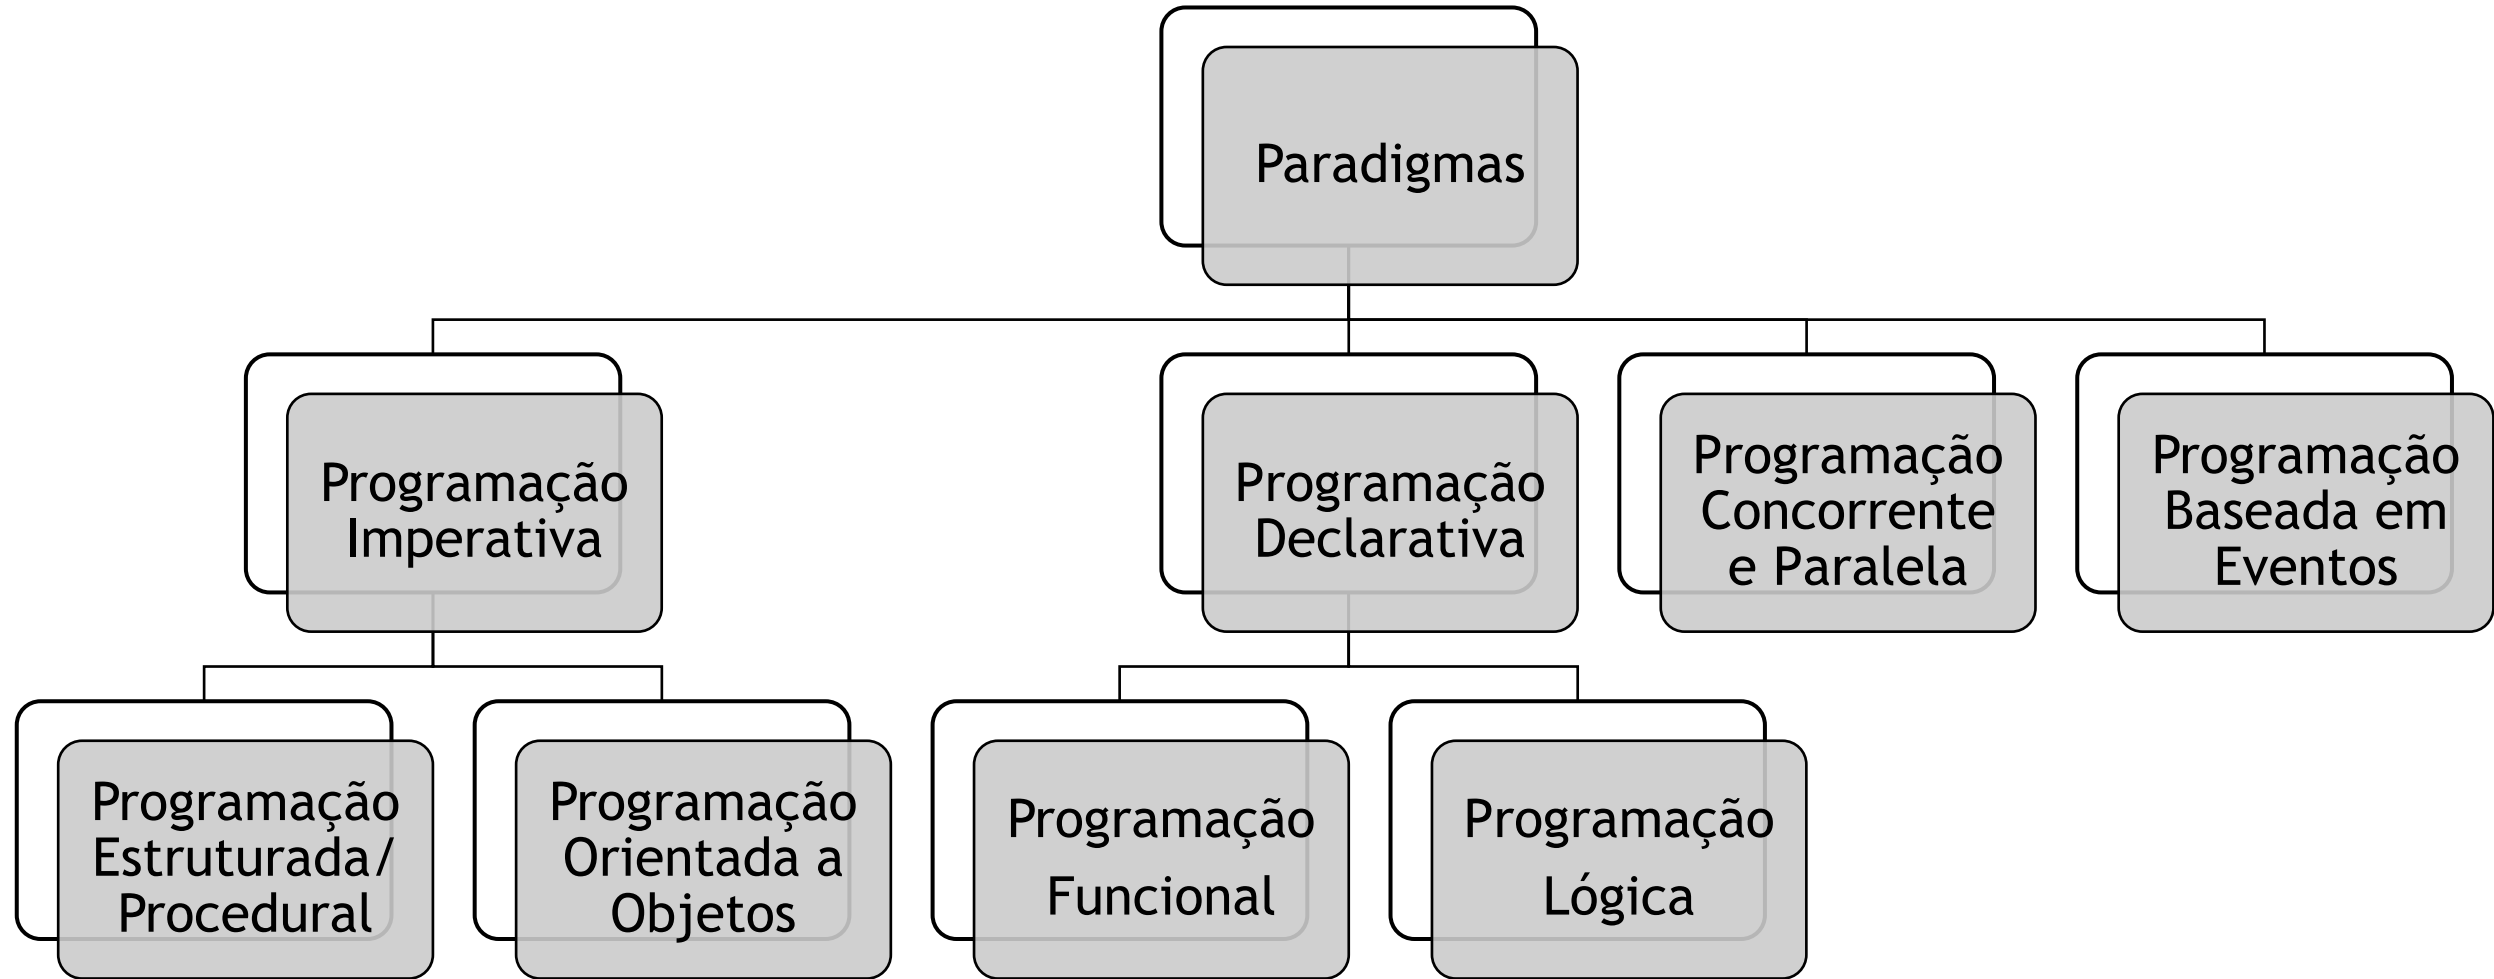 Paradigmas
Programação
Imperativa
Programação
Declarativa
Programação
Concorrente
e Paralela
Programação
Baseada em
Eventos
Programação
Estruturada/
Procedural
Programação
Orientada a
Objtos
Programação
Funcional
Programação
Lógica